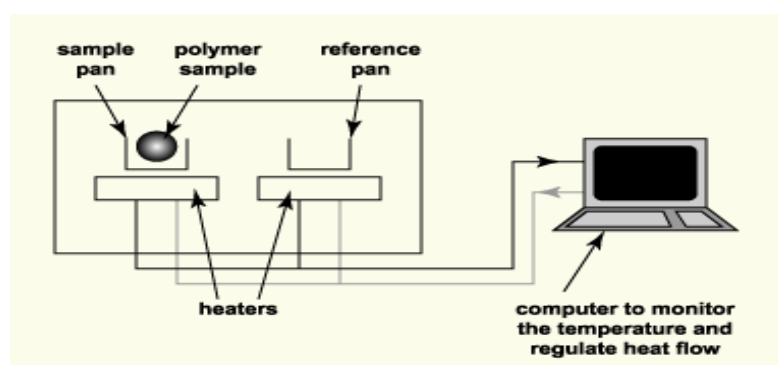 sample
pan
polymer
sample
reference
pan
heaters
computer to monitor
the temperature and
regulate heat flow